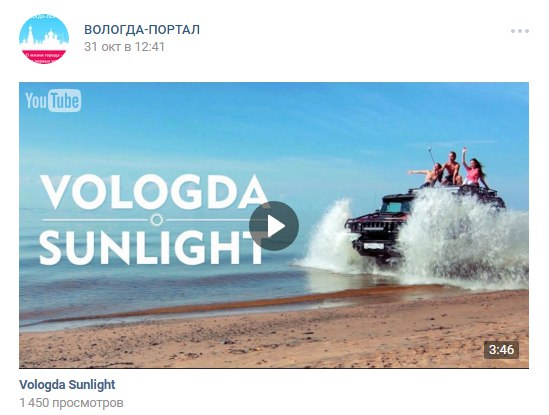 ВОЛОГДА-ПОРТАЛ
31 окт в 12:41
YouTube
VOLOGDA
SUNLIGHT
3:46
Vologda Sunlight
1 450 просмотров